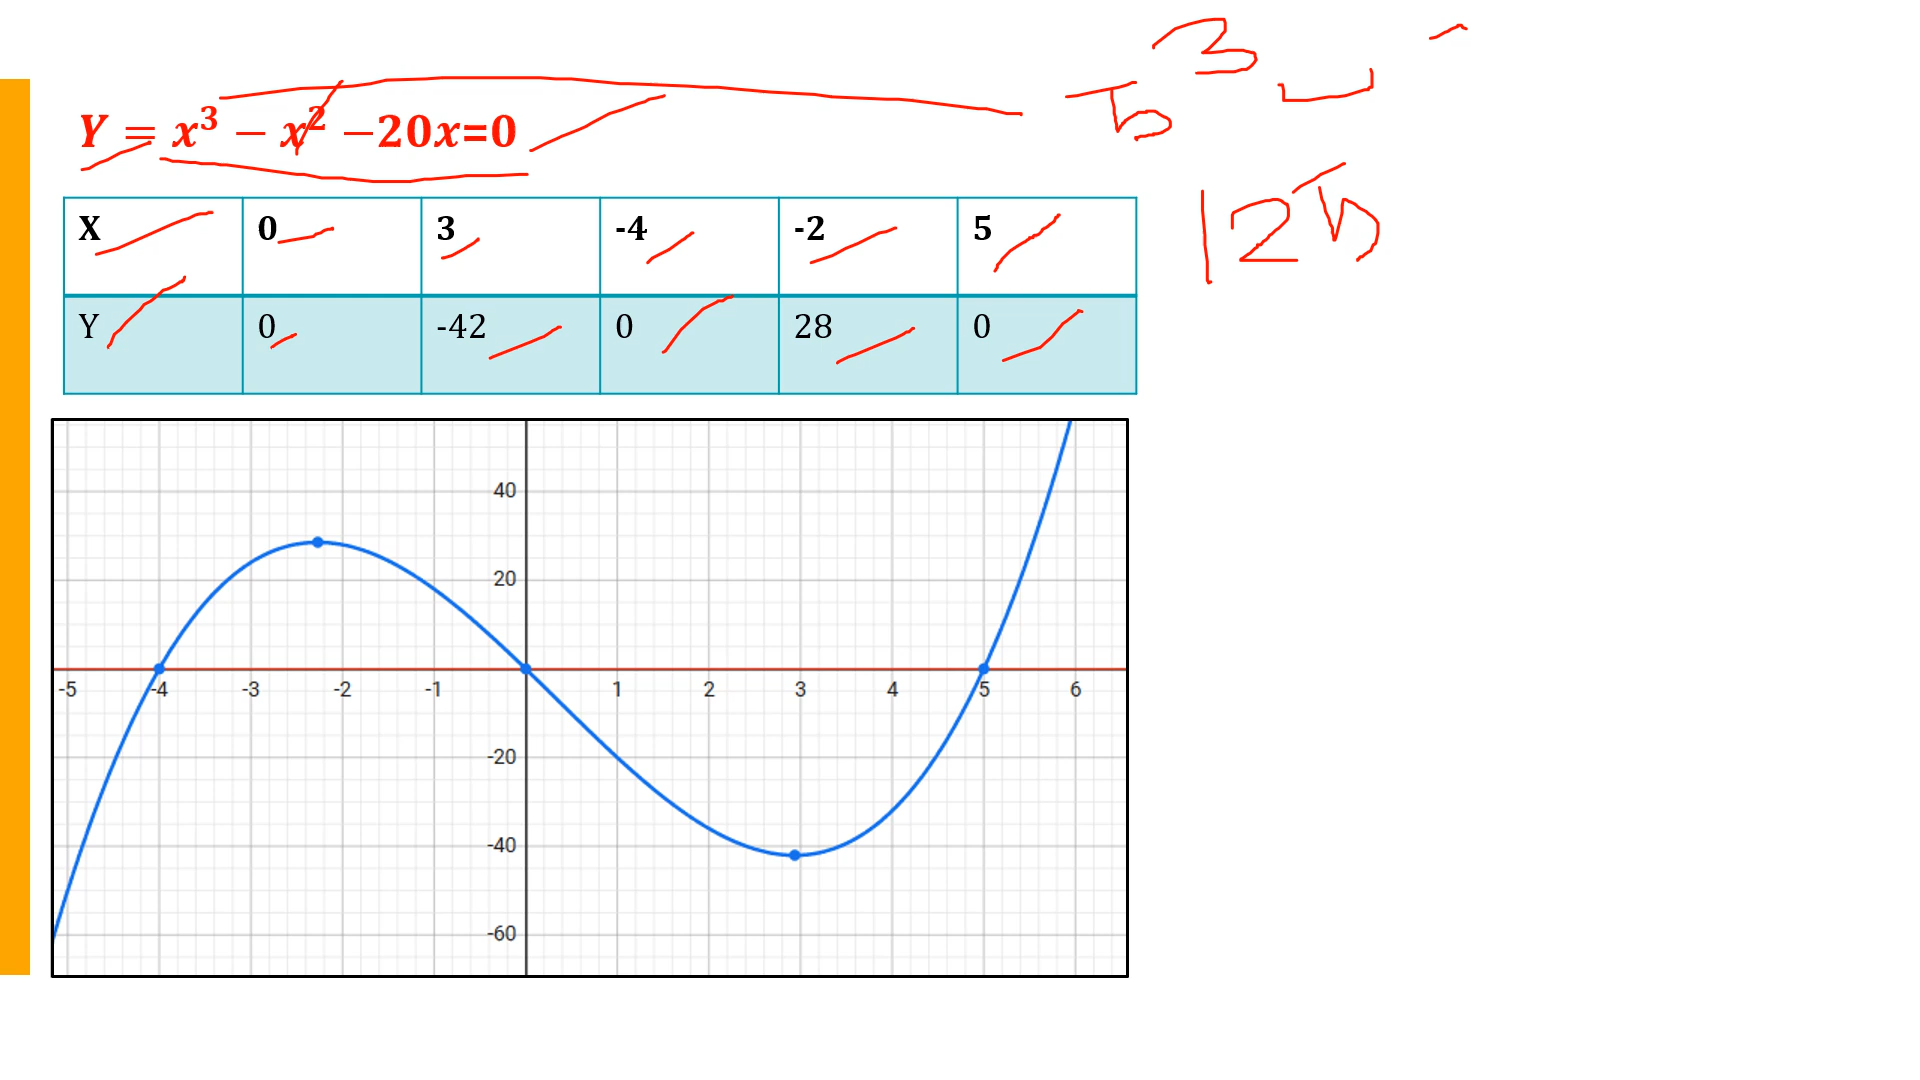 Y = x³ − x² −20x=0
5³
125
X 0 3 -4 -2 5
Y 0 -42 0 28 0
40
20
-5 -4 -3 -2 -1 1 2 3 4 5 6
-20
-40
-60